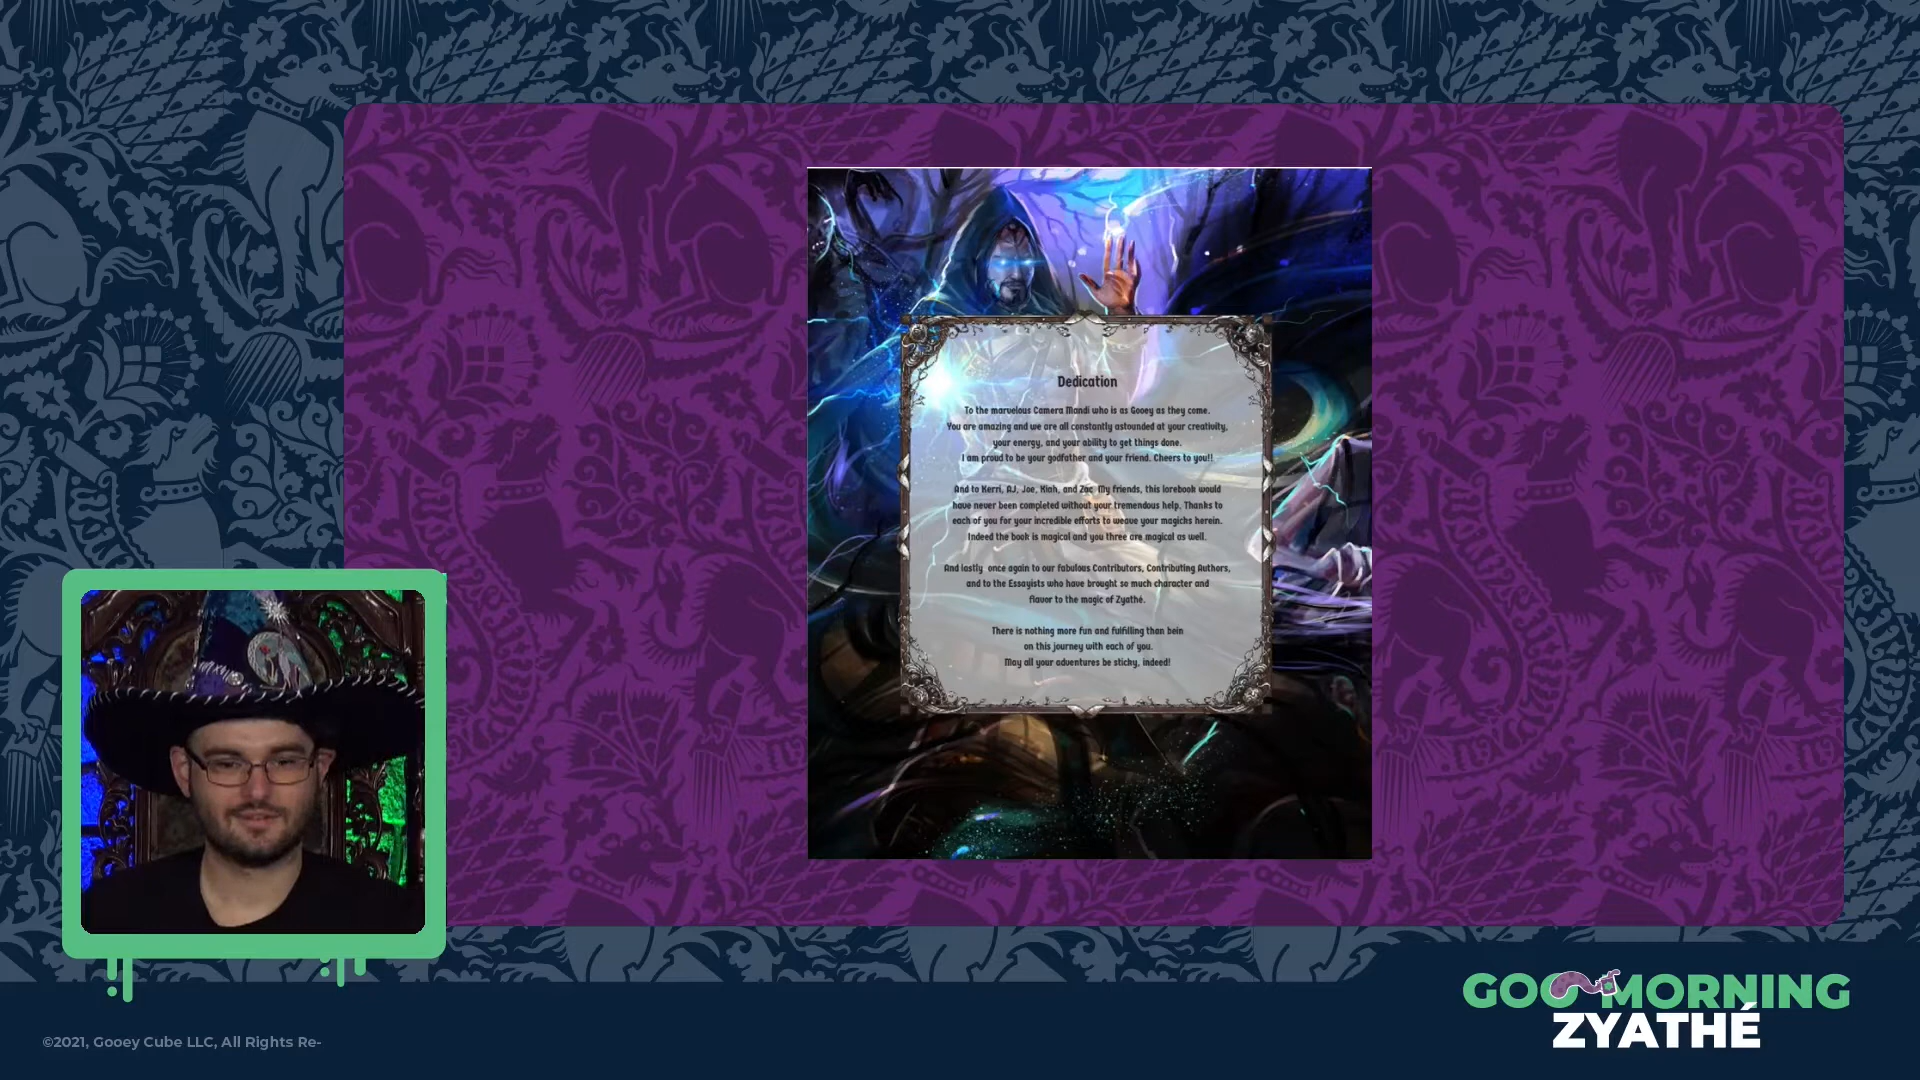 Dedication
To the marvelous Camera Mandi who is as Gooey as they come.
You are amazing and we are all constantly astounded at your creativity,
your energy, and your ability to get things done.
I am proud to be your godfather and your friend. Cheers to you!!
And to Kerri, AJ, Joe, Kiah, and Zac. My friends, this lorebook would
have never been completed without your tremendous help. Thanks to
each of you for your incredible efforts to weave your magicks herein.
Indeed the book is magical and you three are magical as well.
And lastly once again to our fabulous Contributors, Contributing Authors,
and to the Essayists who have brought so much character and
flavor to the magic of Zyathé.
There is nothing more fun and fulfilling than bein
on this journey with each of you.
May all your adventures be sticky, indeed!
GOO MORNING
ZYATHÉ
©2021, Gooey Cube LLC, All Rights Re-